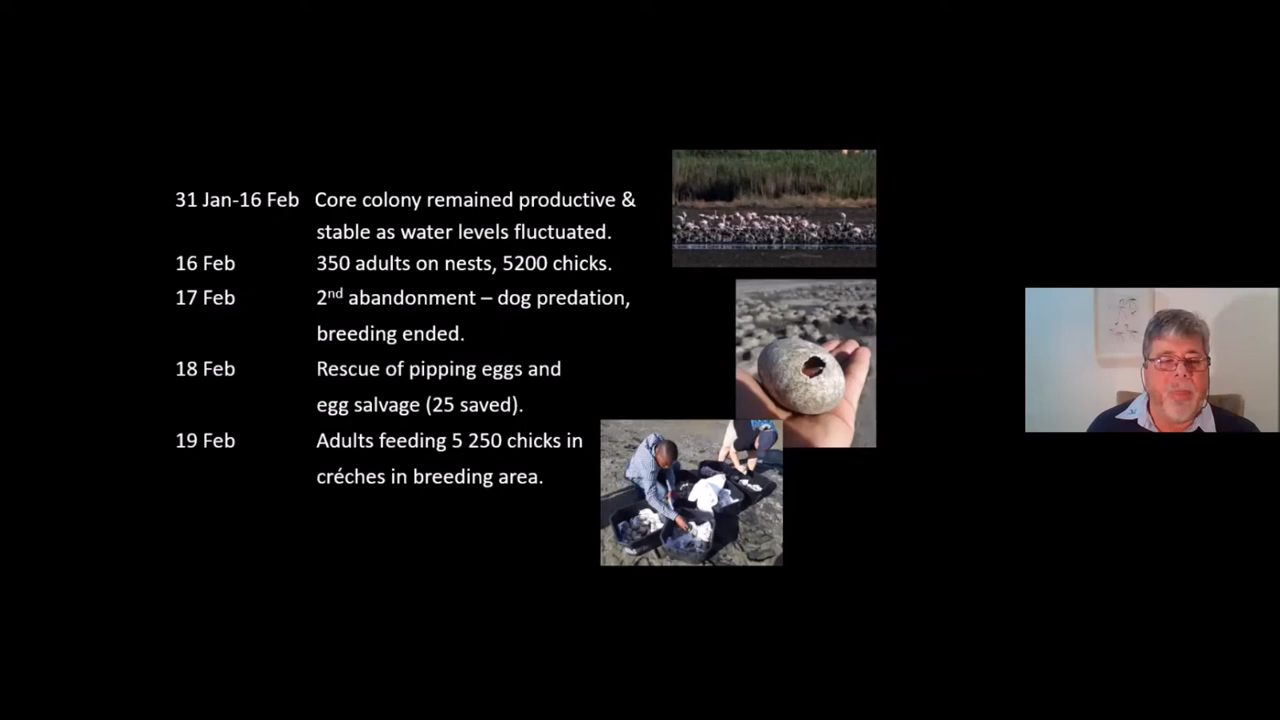 31 Jan-16 Feb Core colony remained productive &
stable as water levels fluctuated.
16 Feb 350 adults on nests, 5200 chicks.
17 Feb 2nd abandonment – dog predation,
breeding ended.
18 Feb Rescue of pipping eggs and
egg salvage (25 saved).
19 Feb Adults feeding 5 250 chicks in
créches in breeding area.